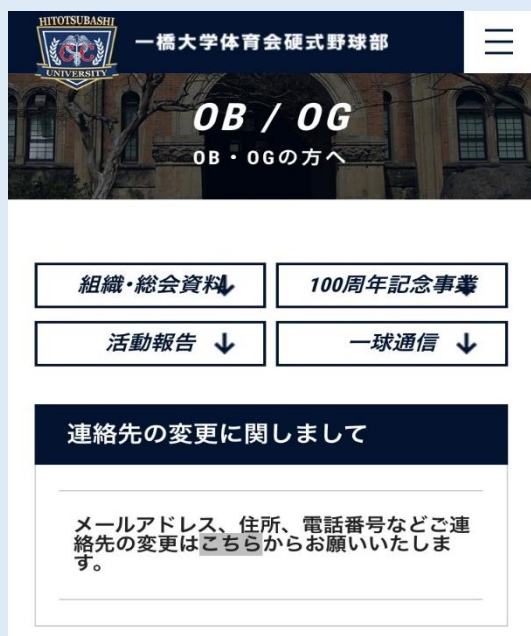 HITOTSUBASHI
UNIVERSITY
一橋大学体育会硬式野球部
OB / OG
OB・OGの方へ
組織・総会資料
100周年記念事業
活動報告
一球通信
連絡先の変更に関しまして
メールアドレス、住所、電話番号などご連
絡先の変更はこちらからお願いいたしま
す。